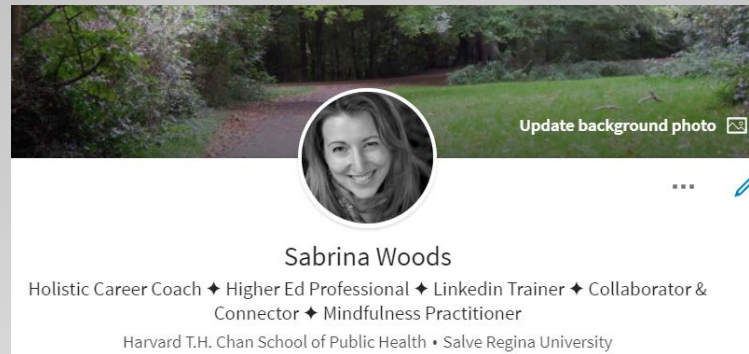 Update background photo
Sabrina Woods
Holistic Career Coach ✦ Higher Ed Professional ✦ Linkedin Trainer ✦ Collaborator &
Connector ✦ Mindfulness Practitioner
Harvard T.H. Chan School of Public Health • Salve Regina University